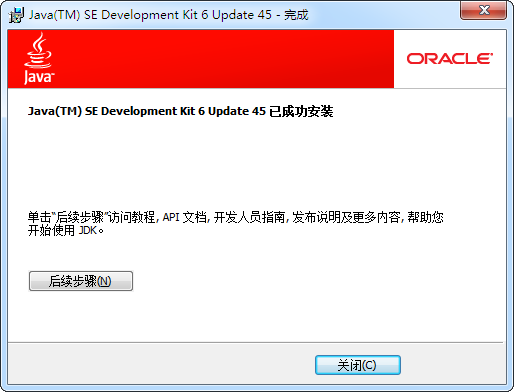 Java(TM) SE Development Kit 6 Update 45 - 完成
Java™
ORACLE®
Java(TM) SE Development Kit 6 Update 45 已成功安装
单击“后续步骤”访问教程, API 文档, 开发人员指南, 发布说明及更多内容, 帮助您
开始使用 JDK。
后续步骤(N)
关闭(C)